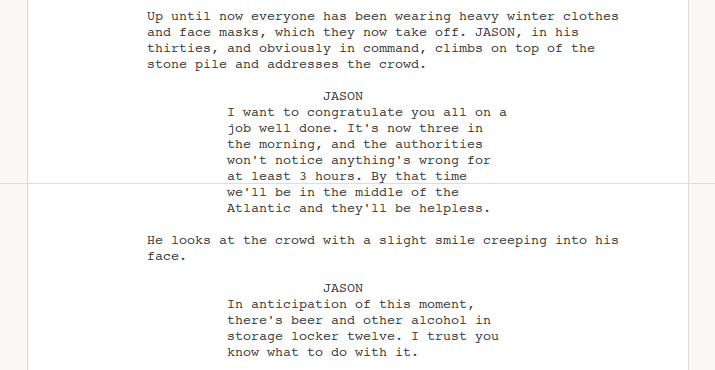 Up until now everyone has been wearing heavy winter clothes
and face masks, which they now take off. JASON, in his
thirties, and obviously in command, climbs on top of the
stone pile and addresses the crowd.
JASON
I want to congratulate you all on a
job well done. It's now three in
the morning, and the authorities
won't notice anything's wrong for
at least 3 hours. By that time
we'll be in the middle of the
Atlantic and they'll be helpless.
He looks at the crowd with a slight smile creeping into his
face.
JASON
In anticipation of this moment,
there's beer and other alcohol in
storage locker twelve. I trust you
know what to do with it.